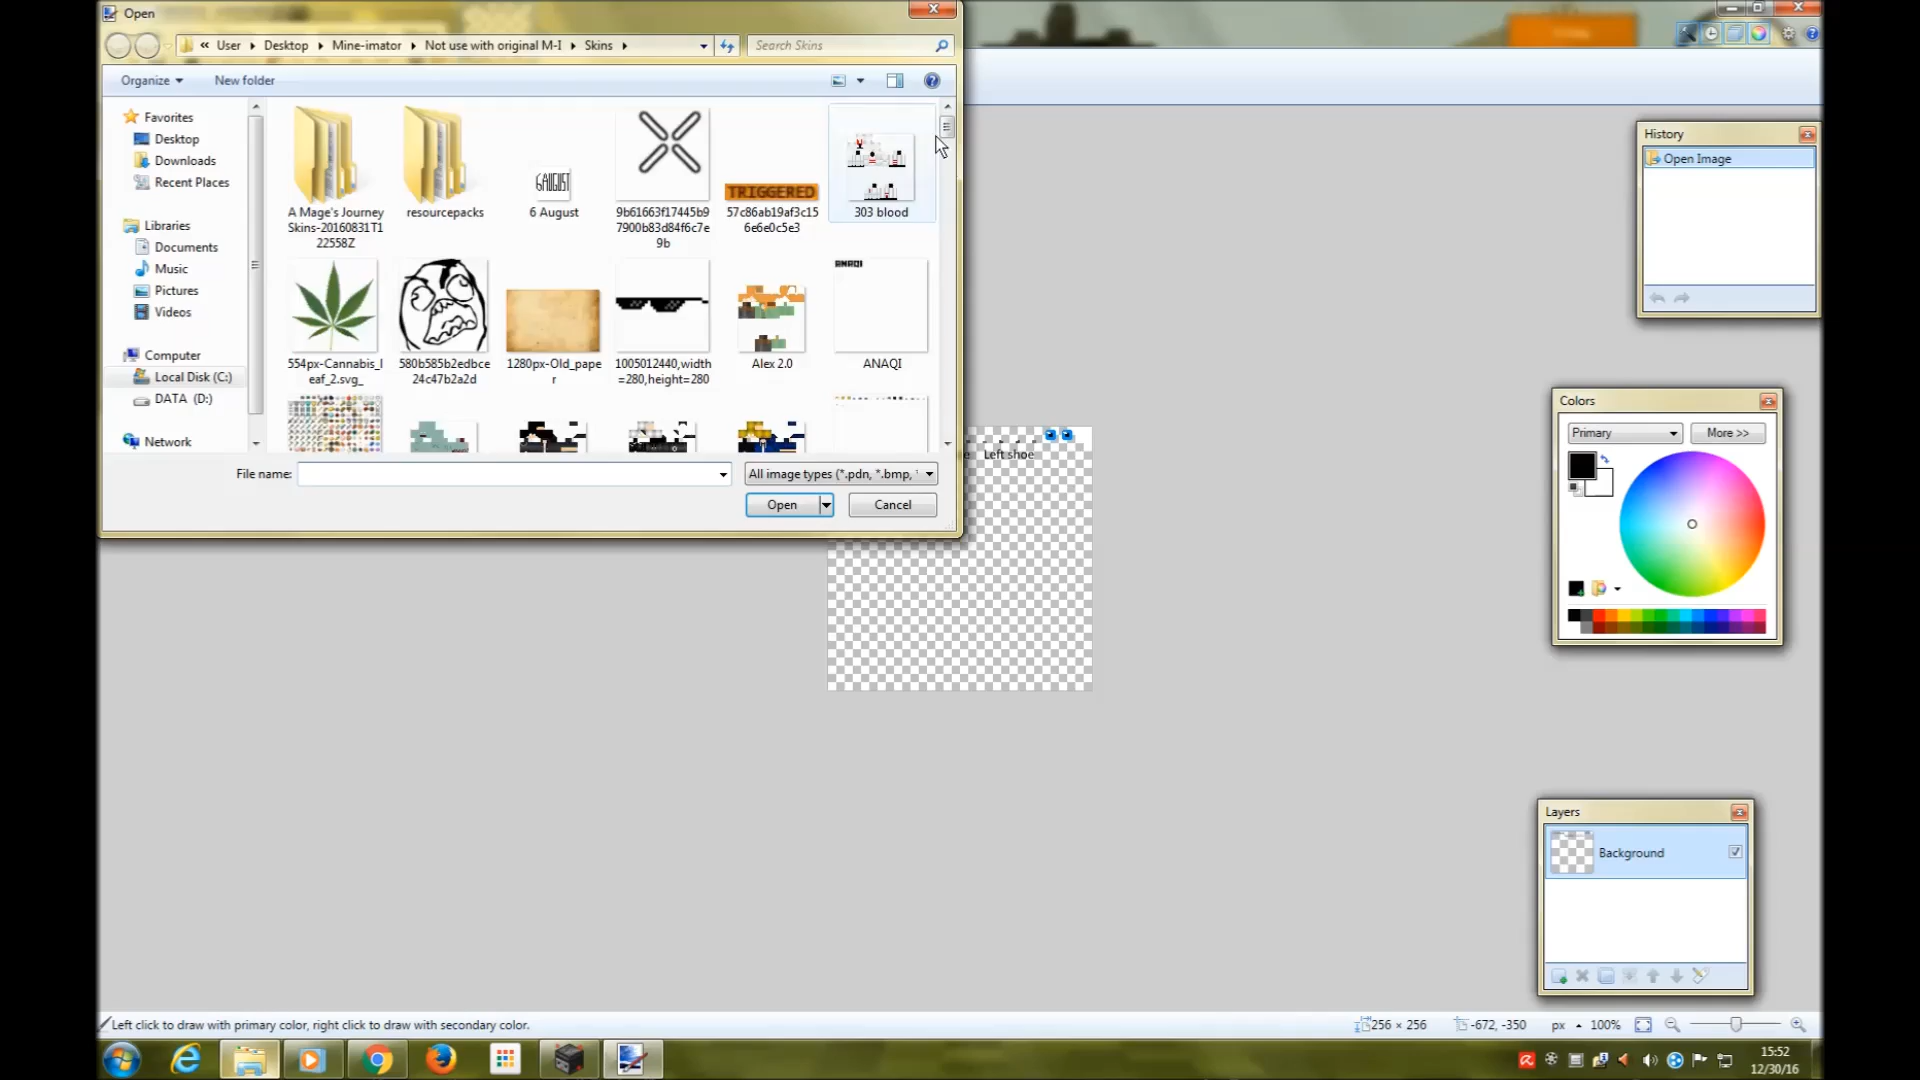 Open
« User Desktop Mine-imator Not use with original M-I Skins
Search Skins
Organize
New folder
Favorites
Desktop
Downloads
Recent Places
Libraries
Documents
Music
Pictures
Videos
Computer
Local Disk (C:)
DATA (D:)
Network
6AUGUST
TRIGGERED
A Mage's Journey
Skins-20160831T1
22558Z
resourcepacks
6 August
9b61663f17445b9
7900b83d84f6c7e
9b
57c86ab19af3c15
6e6e0c5e3
303 blood
ANAQI
554px-Cannabis_l
eaf_2.svg_
580b585b2edbce
24c47b2a2d
1280px-Old_pape
r
1005012440,width
=280,height=280
Alex 2.0
ANAQI
File name:
All image types (*.pdn, *.bmp, *
Open
Cancel
Left shoe
History
Open Image
Colors
Primary
More >>
Layers
Background
Left click to draw with primary color, right click to draw with secondary color.
256 × 256
-672, -350
px
100%
15:52
12/30/16